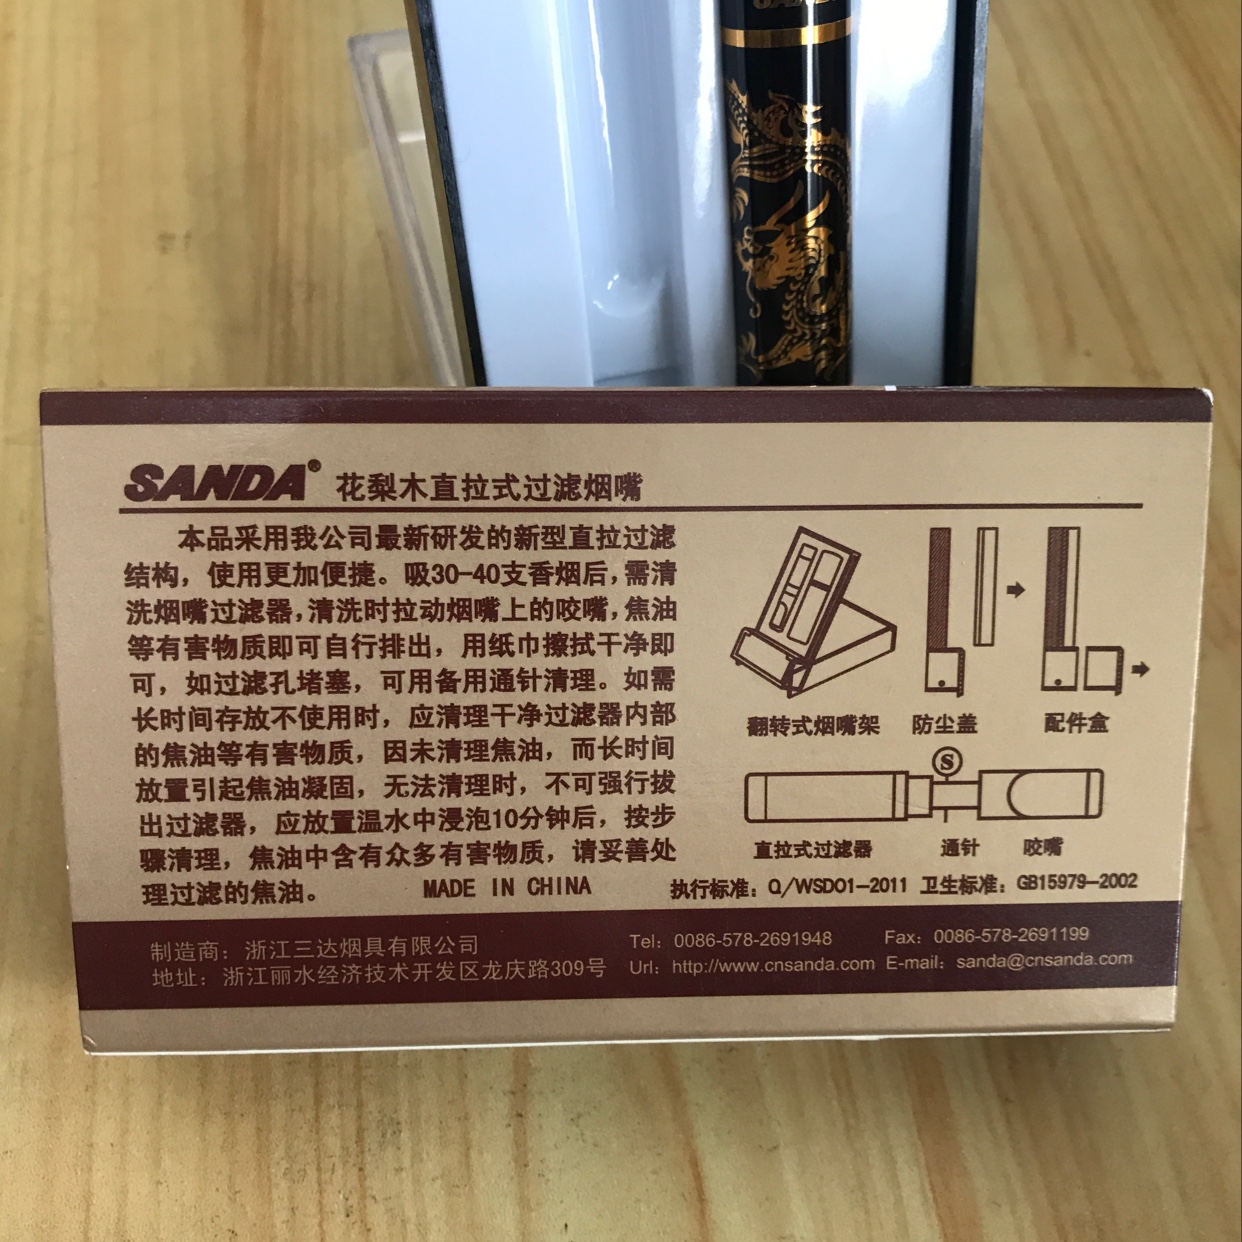 SANDA® 花梨木直拉式过滤烟嘴
本品采用我公司最新研发的新型直拉过滤
结构，使用更加便捷。吸30-40支香烟后，需清
洗烟嘴过滤器，清洗时拉动烟嘴上的咬嘴，焦油
等有害物质即可自行排出，用纸巾擦拭干净即
可，如过滤孔堵塞，可用备用通针清理。如需
长时间存放不使用时，应清理干净过滤器内部
的焦油等有害物质，因未清理焦油，而长时间
放置引起焦油凝固，无法清理时，不可强行拔
出过滤器，应放置温水中浸泡10分钟后，按步
骤清理，焦油中含有众多有害物质，请妥善处
理过滤的焦油。
MADE IN CHINA
翻转式烟嘴架 防尘盖 配件盒
S
直拉式过滤器 通针 咬嘴
执行标准：Q/WSD01-2011 卫生标准：GB15979-2002
制造商：浙江三达烟具有限公司
地址：浙江丽水经济技术开发区龙庆路309号
Tel：0086-578-2691948 Fax：0086-578-2691199
Url：http://www.cnsanda.com E-mail：sanda@cnsanda.com